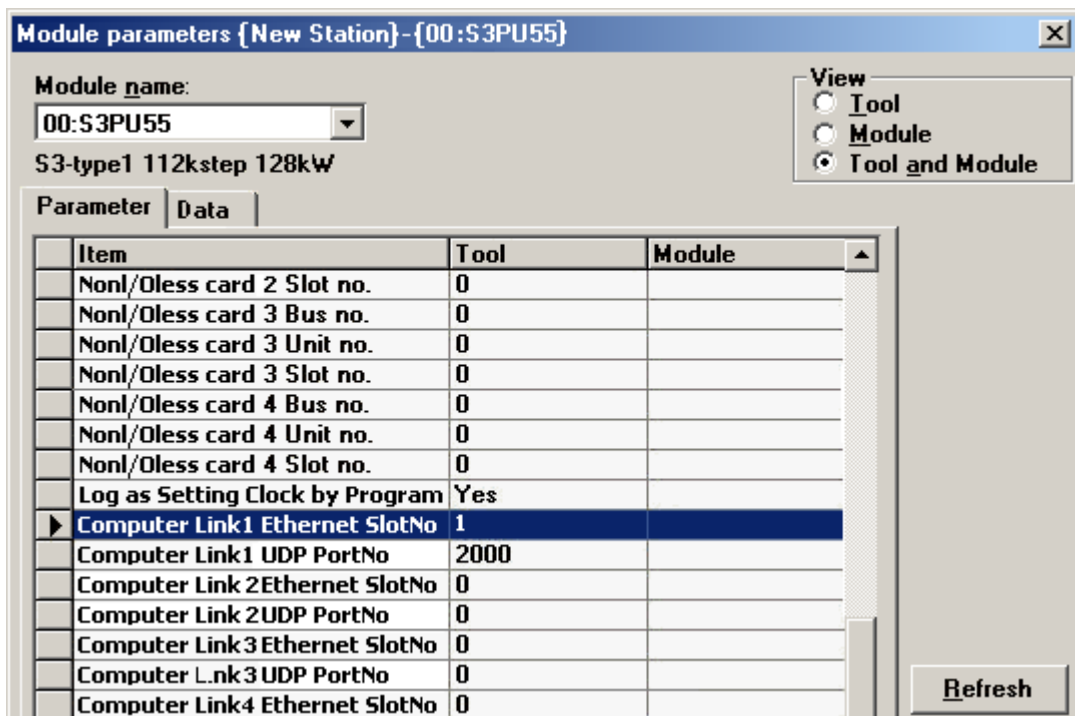 Module parameters {New Station}-{00:S3PU55}
Module name:
00:S3PU55
S3-type1 112kstep 128kW
View
Tool
Module
Tool and Module
Parameter Data
Item Tool Module
Nonl/Oless card 2 Slot no. 0
Nonl/Oless card 3 Bus no. 0
Nonl/Oless card 3 Unit no. 0
Nonl/Oless card 3 Slot no. 0
Nonl/Oless card 4 Bus no. 0
Nonl/Oless card 4 Unit no. 0
Nonl/Oless card 4 Slot no. 0
Log as Setting Clock by Program Yes
Computer Link1 Ethernet SlotNo 1
Computer Link1 UDP PortNo 2000
Computer Link 2Ethernet SlotNo 0
Computer Link 2UDP PortNo 0
Computer Link3 Ethernet SlotNo 0
Computer L.nk3 UDP PortNo 0
Computer Link4 Ethernet SlotNo 0
Refresh